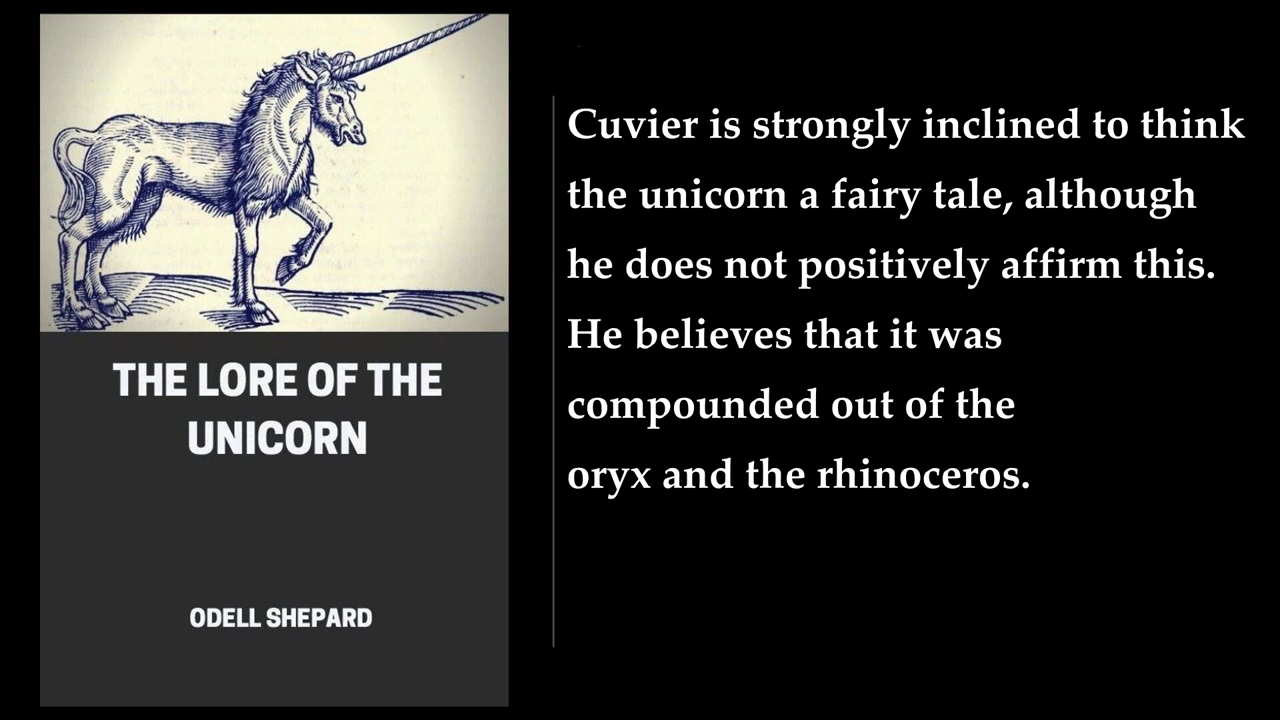 THE LORE OF THE
UNICORN
ODELL SHEPARD
Cuvier is strongly inclined to think
the unicorn a fairy tale, although
he does not positively affirm this.
He believes that it was
compounded out of the
oryx and the rhinoceros.